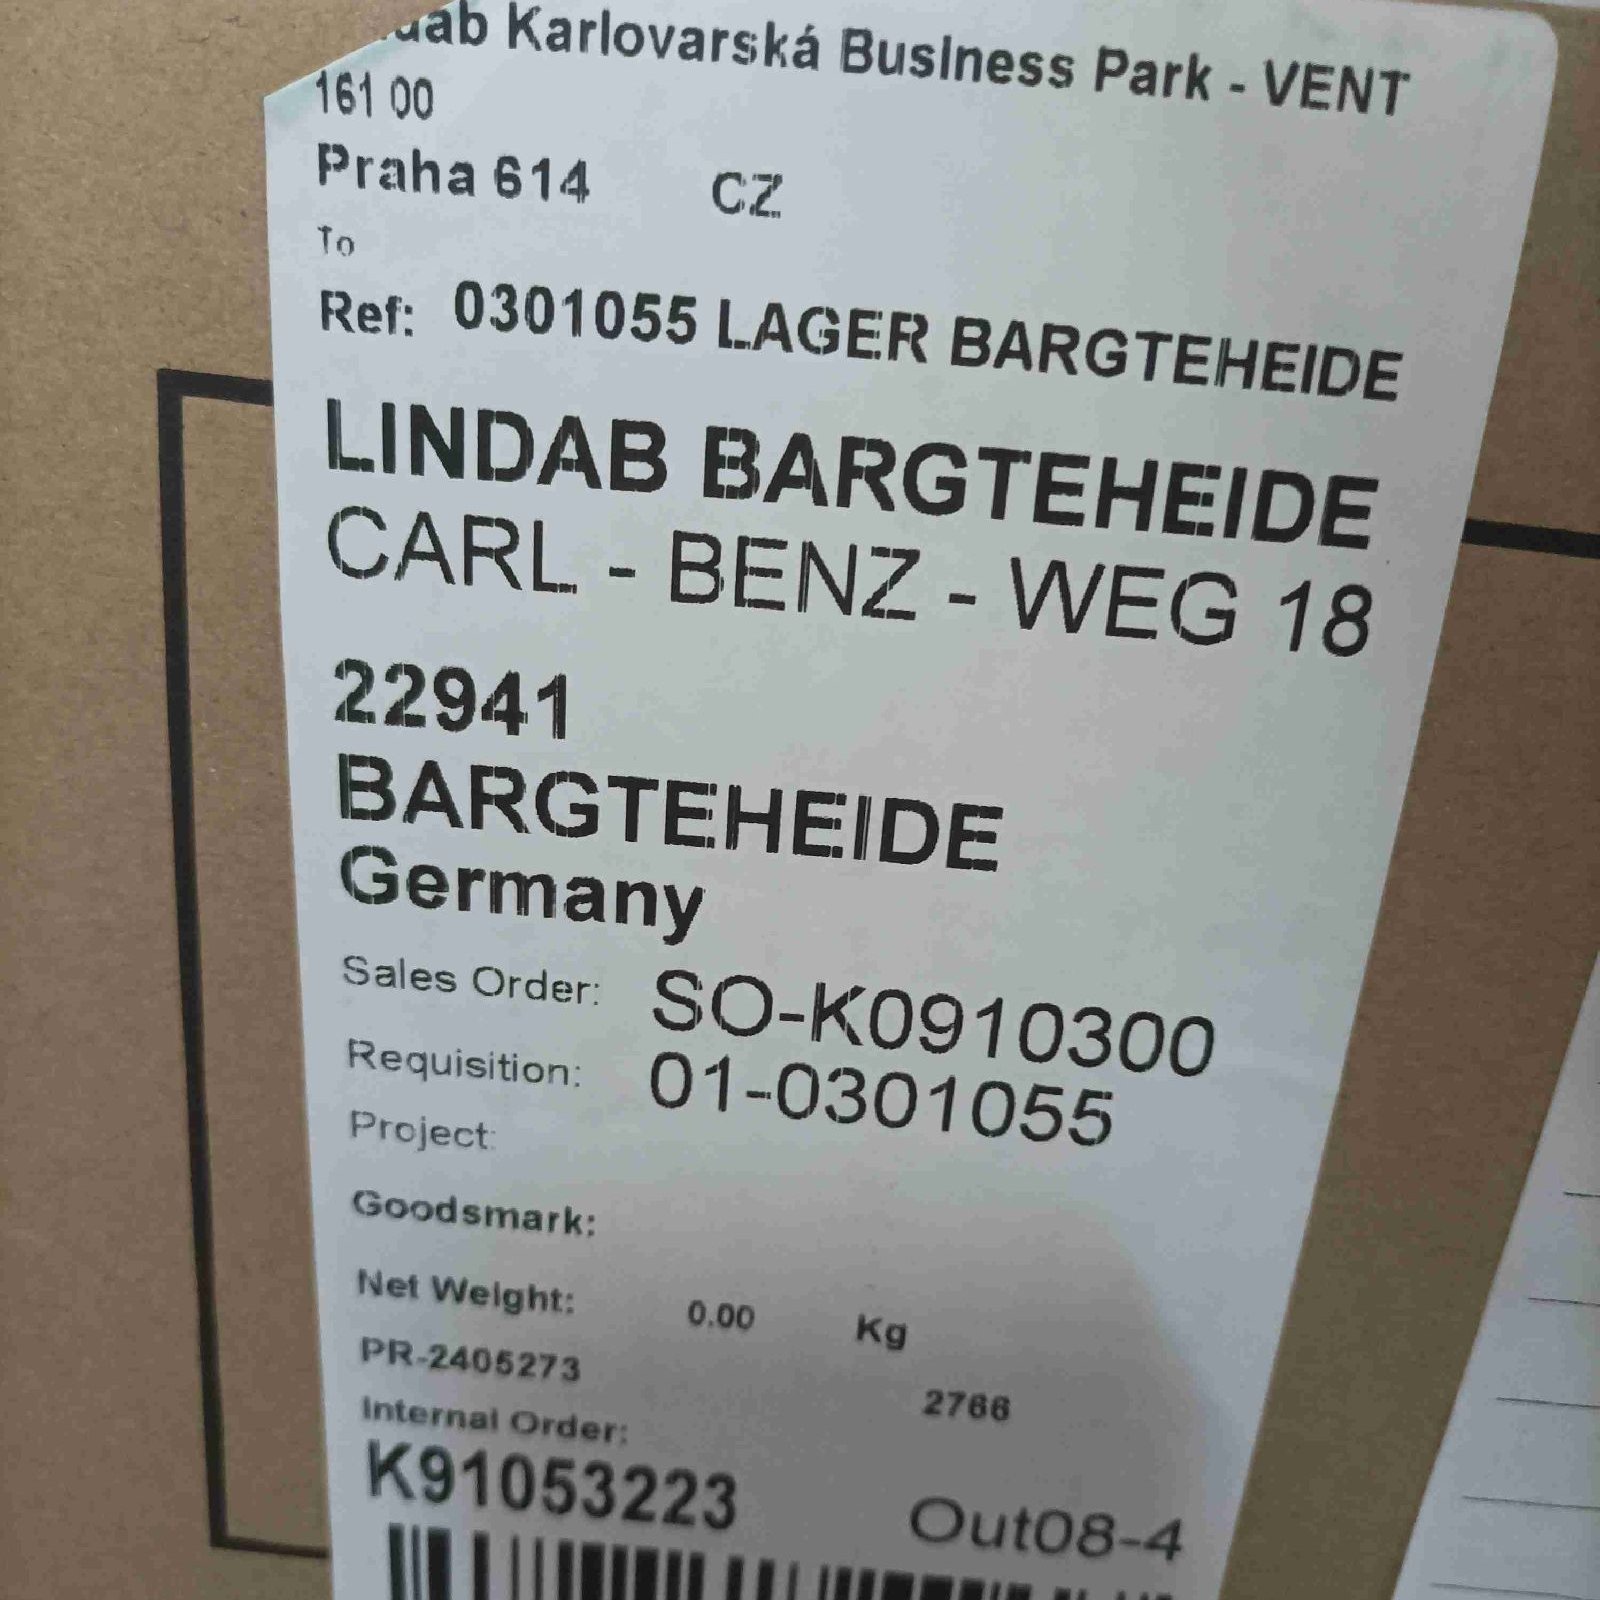 Karlovarská Business Park - VENT
161 00
Praha 614 CZ
To
Ref: 0301055 LAGER BARGTEHEIDE
LINDAB BARGTEHEIDE
CARL - BENZ - WEG 18
22941
BARGTEHEIDE
Germany
Sales Order: SO-K0910300
Requisition: 01-0301055
Project:
Goodsmark:
Net Weight: 0.00 Kg
PR-2405273 2766
Internal Order:
K91053223 Out08-4